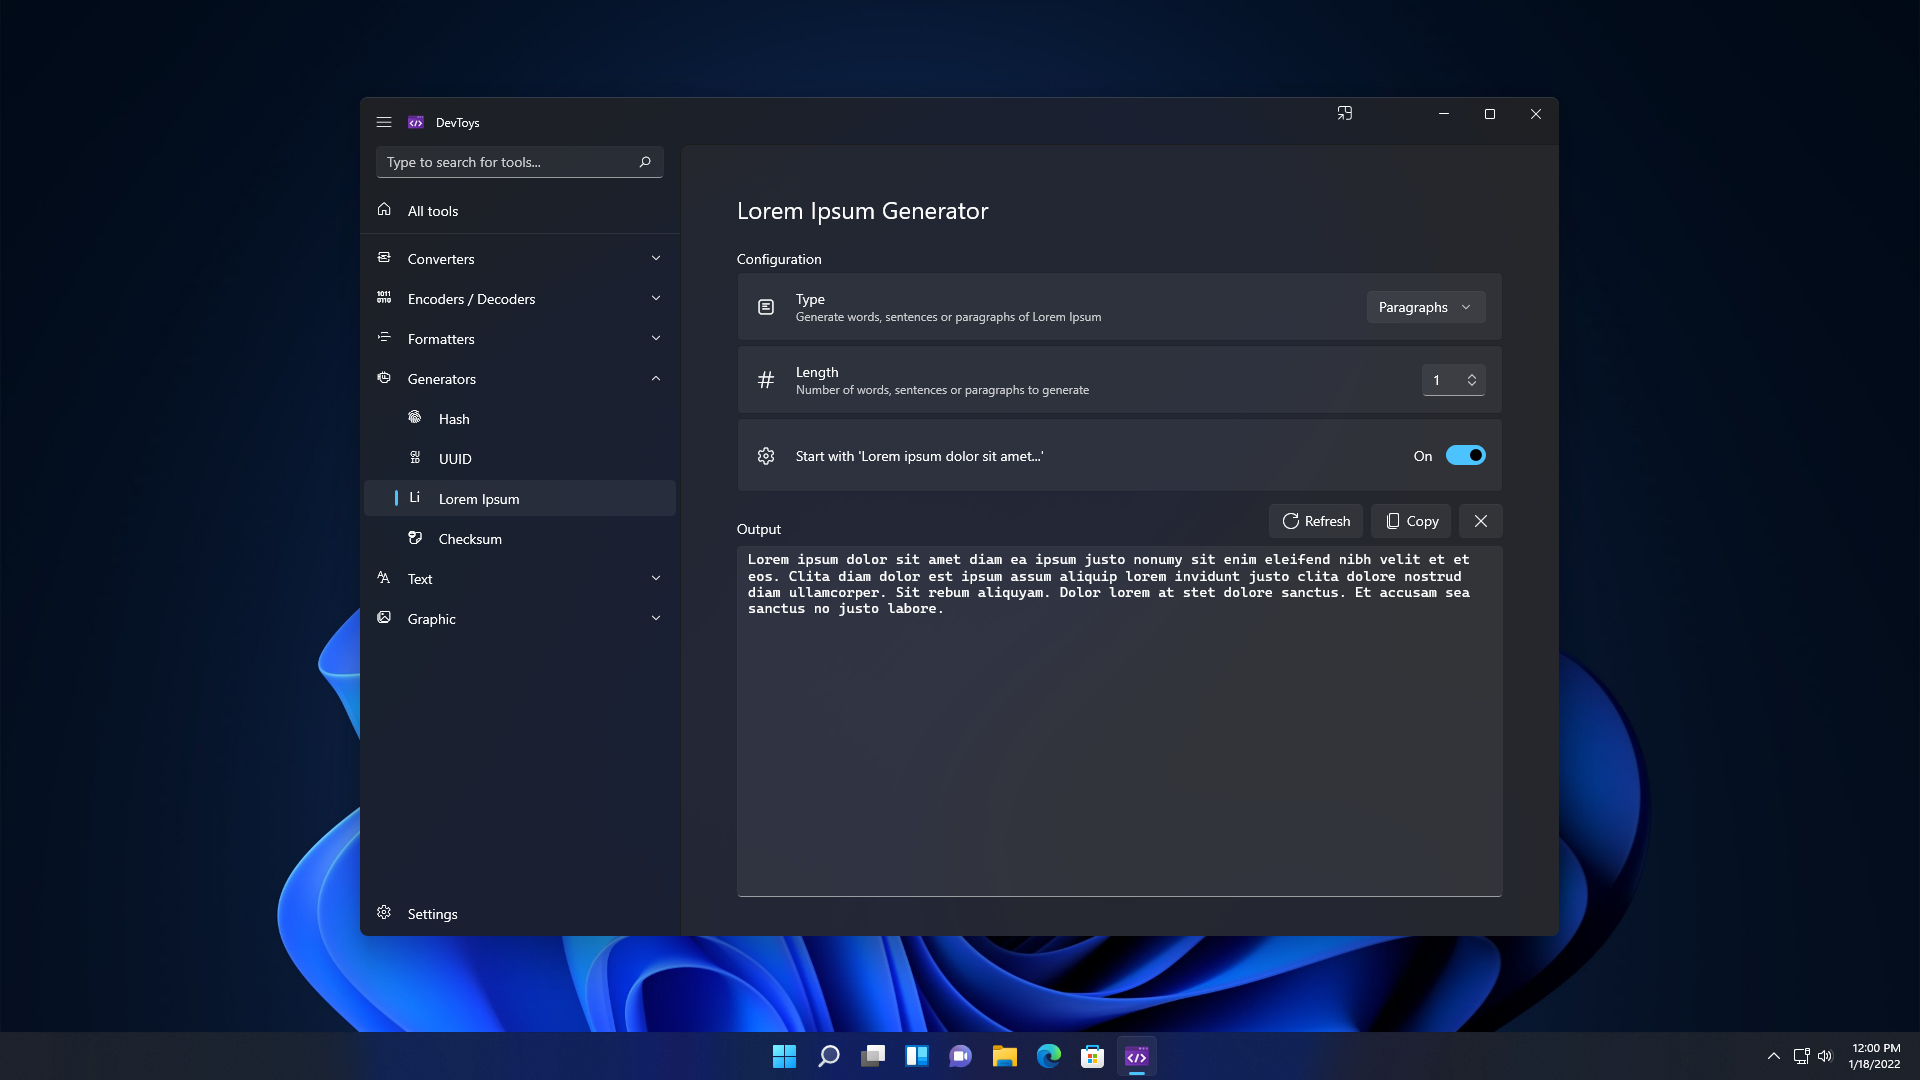 DevToys
Type to search for tools...
All tools
Converters
Encoders / Decoders
Formatters
Generators
Hash
UUID
Li Lorem Ipsum
Checksum
Text
Graphic
Settings
Lorem Ipsum Generator
Configuration
Type
Generate words, sentences or paragraphs of Lorem Ipsum
Paragraphs
Length
Number of words, sentences or paragraphs to generate
1
Start with 'Lorem ipsum dolor sit amet...'
On
Output
Refresh
Copy
Lorem ipsum dolor sit amet diam ea ipsum justo nonumy sit enim eleifend nibh velit et et
eos. Clita diam dolor est ipsum assum aliquip lorem invidunt justo clita dolore nostrud
diam ullamcorper. Sit rebum aliquyam. Dolor lorem at stet dolore sanctus. Et accusam sea
sanctus no justo labore.
12:00 PM
1/18/2022